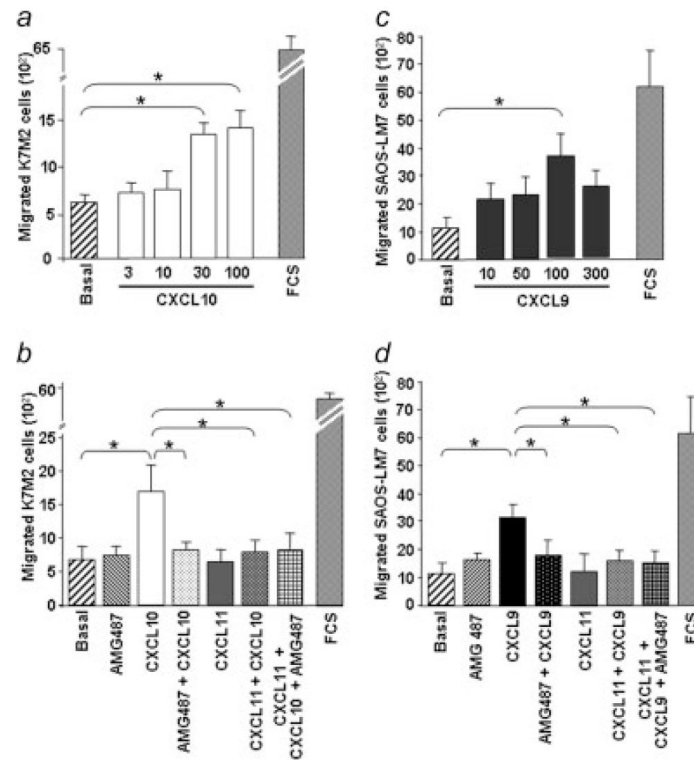 a
Migrated K7M2 cells (10²)
65
15
10
5
0
*
*
Basal
3 10 30 100
CXCL10
FCS
c
Migrated SAOS-LM7 cells (10²)
80
70
60
50
40
30
20
10
0
*
Basal
10 50 100 300
CXCL9
FCS
b
Migrated K7M2 cells (10²)
60
25
20
15
10
5
0
*
*
*
*
Basal
AMG487
CXCL10
AMG487 + CXCL10
CXCL11
CXCL11 + CXCL10
CXCL11 +
CXCL10 + AMG487
FCS
d
Migrated SAOS-LM7 cells (10²)
80
70
60
50
40
30
20
10
0
*
*
*
*
Basal
AMG 487
CXCL9
AMG487 + CXCL9
CXCL11
CXCL11 + CXCL9
CXCL11 +
CXCL9 + AMG487
FCS